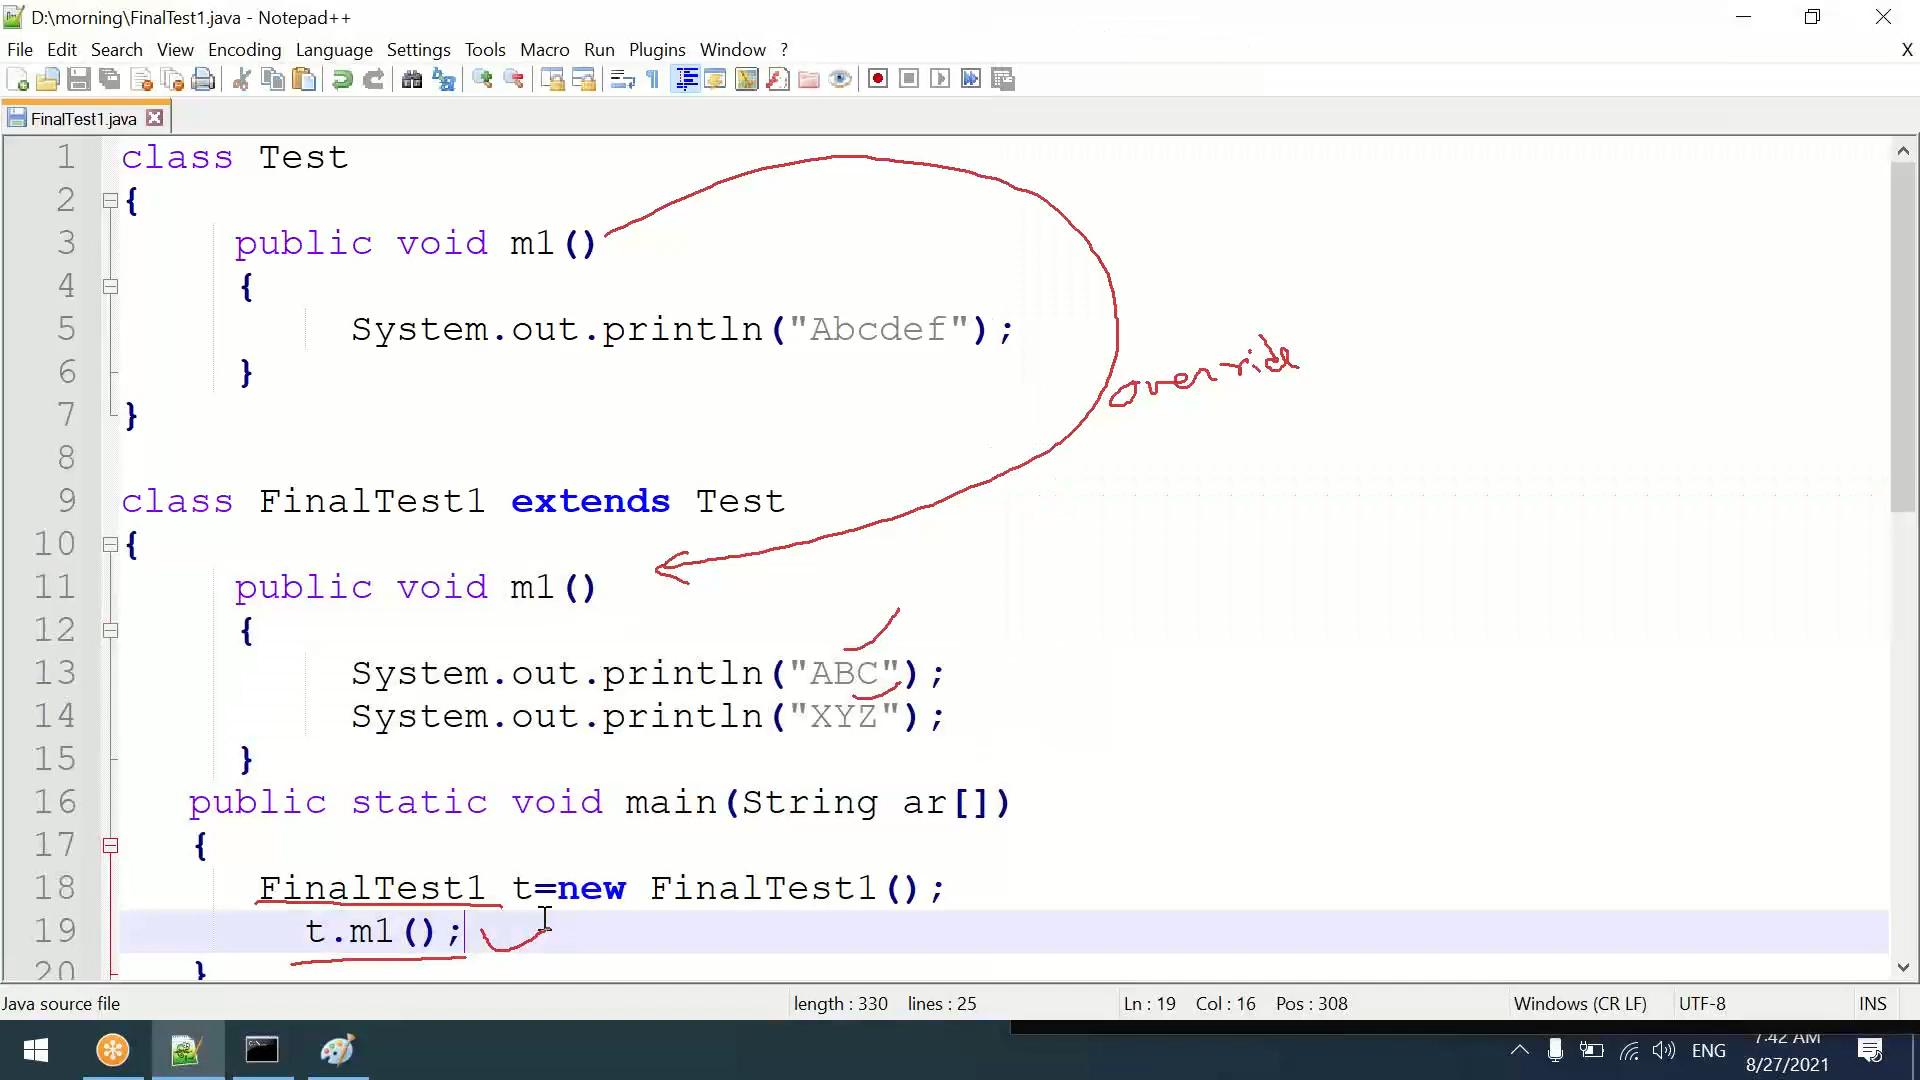 D:\morning\FinalTest1.java - Notepad++
File Edit Search View Encoding Language Settings Tools Macro Run Plugins Window ? X
FinalTest1.java
1 class Test
2 {
3 public void m1()
4 {
5 System.out.println("Abcdef");
6 }
7 }
override
8
9 class FinalTest1 extends Test
10 {
11 public void m1()
12 {
13 System.out.println("ABC");
14 System.out.println("XYZ");
15 }
16 public static void main(String ar[])
17 {
18 FinalTest1 t=new FinalTest1();
19 t.m1();
20 }
Java source file length : 330 lines : 25 Ln : 19 Col : 16 Pos : 308 Windows (CR LF) UTF-8 INS
ENG
7:42 AM
8/27/2021